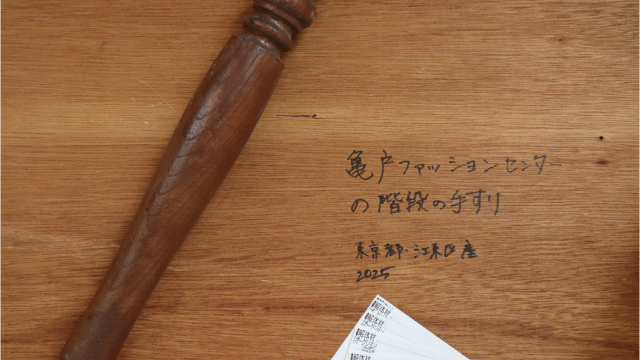 亀戸ファッションセンター
の階段の手すり
東京都・江東区産
2025